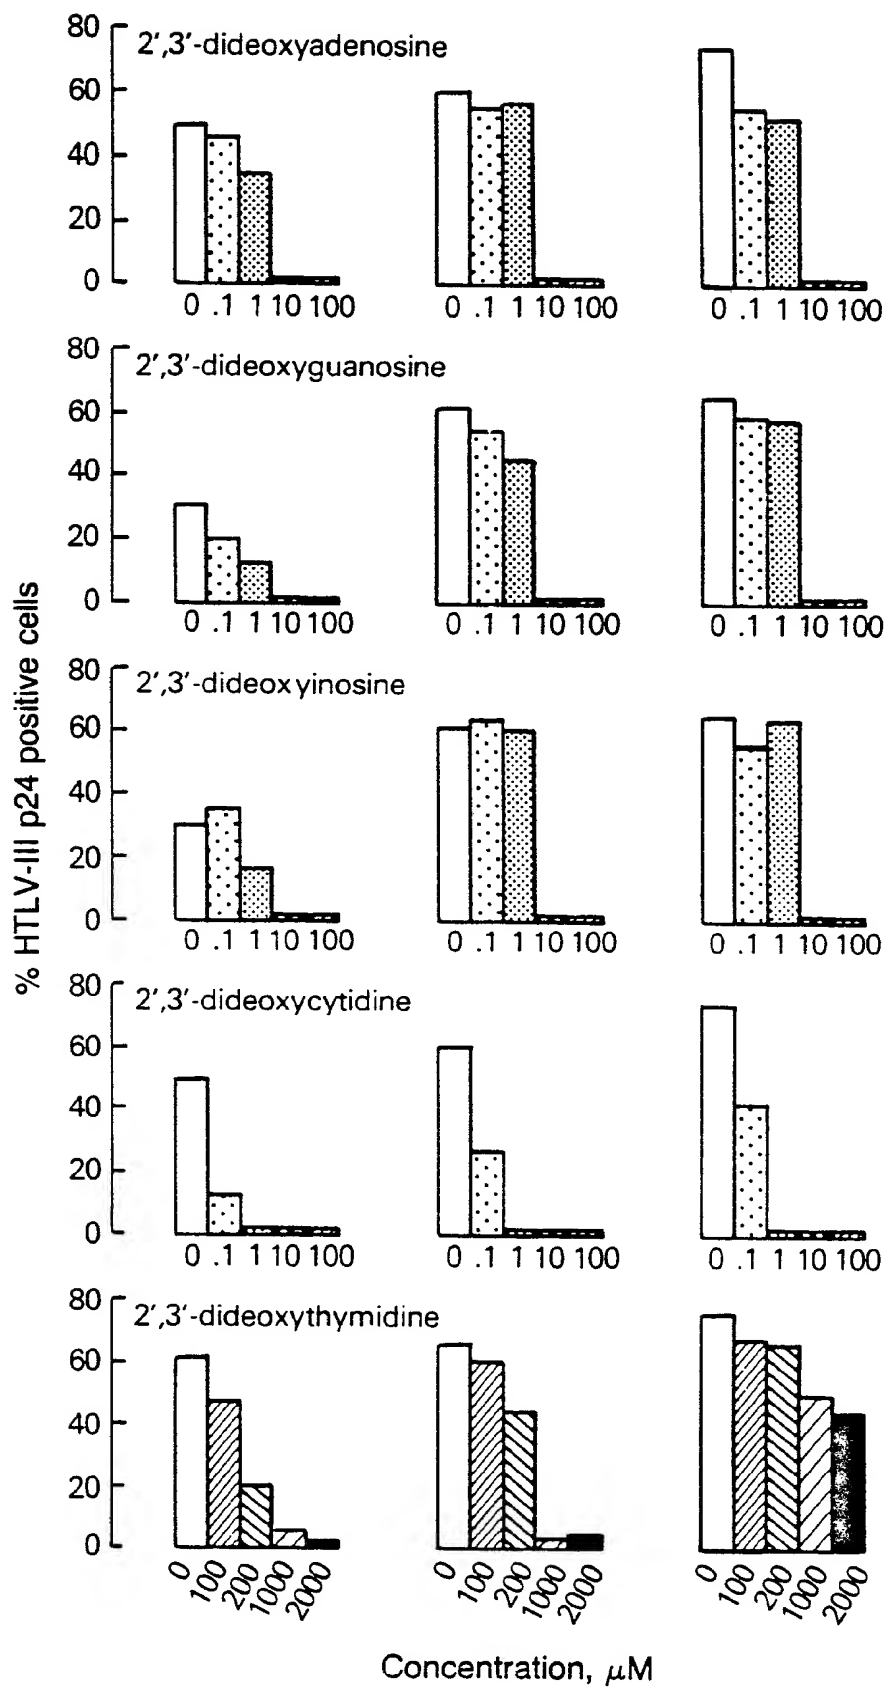 % HTLV-III p24 positive cells
2',3'-dideoxyadenosine
80
60
40
20
0
0 .1 1 10 100
0 .1 1 10 100
0 .1 1 10 100
2',3'-dideoxyguanosine
80
60
40
20
0
0 .1 1 10 100
0 .1 1 10 100
0 .1 1 10 100
2',3'-dideoxyinosine
80
60
40
20
0
0 .1 1 10 100
0 .1 1 10 100
0 .1 1 10 100
2',3'-dideoxycytidine
80
60
40
20
0
0 .1 1 10 100
0 .1 1 10 100
0 .1 1 10 100
2',3'-dideoxythymidine
80
60
40
20
0
0 100 200 1000 2000
0 100 200 1000 2000
0 100 200 1000 2000
Concentration, μM